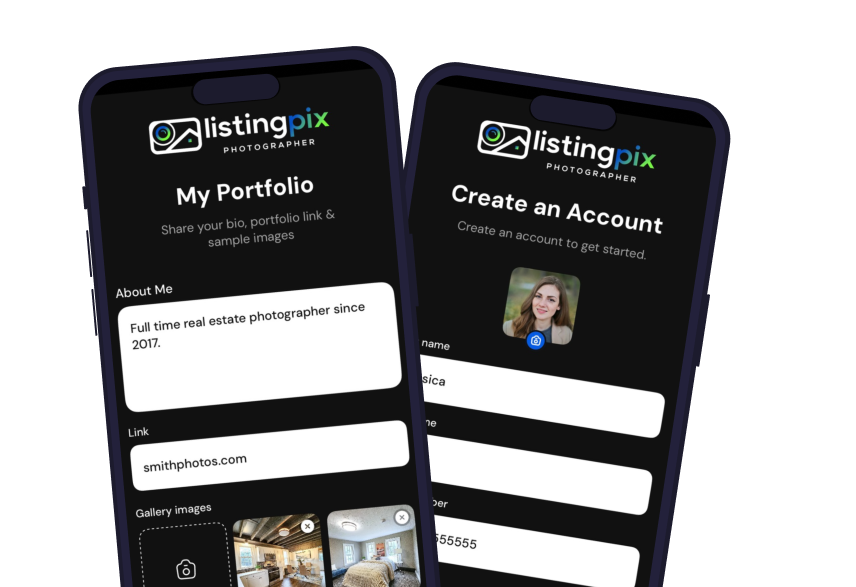 listingpix
PHOTOGRAPHER
My Portfolio
Share your bio, portfolio link &
sample images
About Me
Full time real estate photographer since
2017.
Link
smithphotos.com
Gallery images
listingpix
PHOTOGRAPHER
Create an Account
Create an account to get started.
name
sica
me
ber
555555